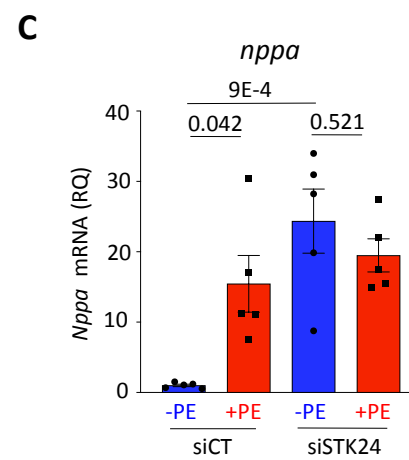 C
nppa
9E-4
0.042
0.521
Nppa mRNA (RQ)
40
30
20
10
0
-PE +PE -PE +PE
siCT siSTK24